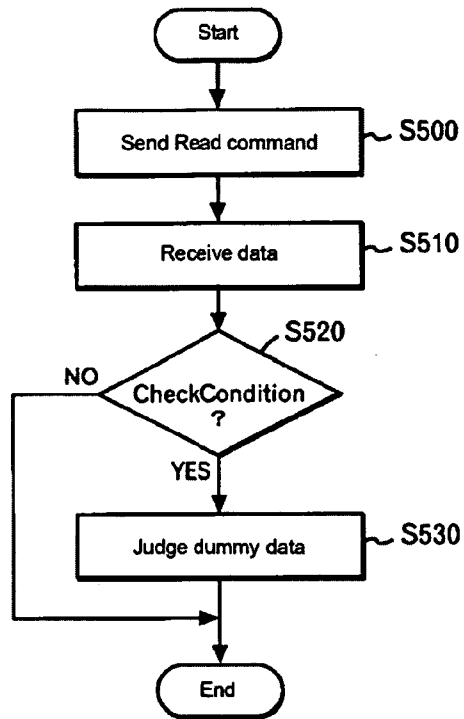 Start
Send Read command
S500
Receive data
S510
S520
NO
CheckCondition
?
YES
Judge dummy data
S530
End